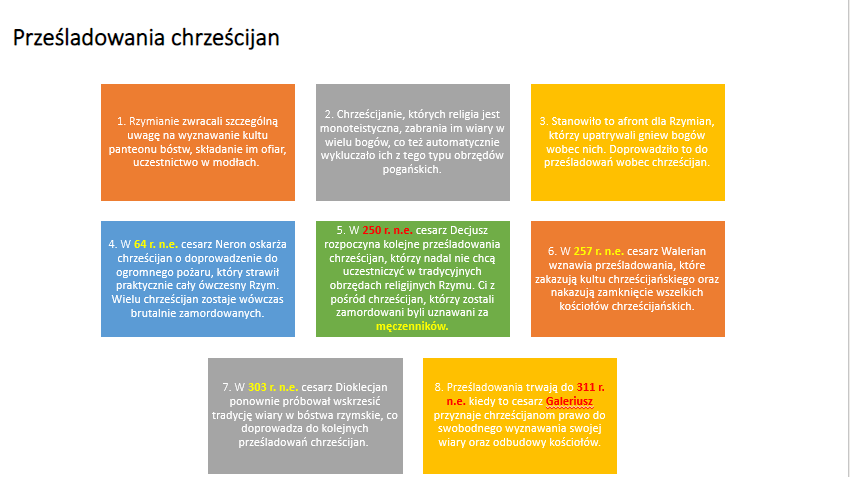 Prześladowania chrześcijan
1. Rzymianie zwracali szczególną
uwagę na wyznawanie kultu
panteonu bóstw, składanie im ofiar,
uczestnictwo w modłach.
2. Chrześcijanie, których religia jest
monoteistyczna, zabrania im wiary w
wielu bogów, co też automatycznie
wykluczało ich z tego typu obrzędów
pogańskich.
3. Stanowiło to afront dla Rzymian,
którzy upatrywali gniew bogów
wobec nich. Doprowadziło to do
prześladowań wobec chrześcijan.
4. W 64 r. n.e. cesarz Neron oskarża
chrześcijan o doprowadzenie do
ogromnego pożaru, który strawił
praktycznie cały ówczesny Rzym.
Wielu chrześcijan zostaje wówczas
brutalnie zamordowanych.
5. W 250 r. n.e. cesarz Decjusz
rozpoczyna kolejne prześladowania
chrześcijan, którzy nadal nie chcą
uczestniczyć w tradycyjnych
obrzędach religijnych Rzymu. Ci z
pośród chrześcijan, którzy zostali
zamordowani byli uznawani za
męczenników.
6. W 257 r. n.e. cesarz Walerian
wznawia prześladowania, które
zakazują kultu chrześcijańskiego oraz
nakazują zamknięcie wszelkich
kościołów chrześcijańskich.
7. W 303 r. n.e. cesarz Dioklecjan
ponownie próbował wskrzesić
tradycję wiary w bóstwa rzymskie, co
doprowadza do kolejnych
prześladowań chrześcijan.
8. Prześladowania trwają do 311 r.
n.e. kiedy to cesarz Galeriusz
przyznaje chrześcijanom prawo do
swobodnego wyznawania swojej
wiary oraz odbudowy kościołów.